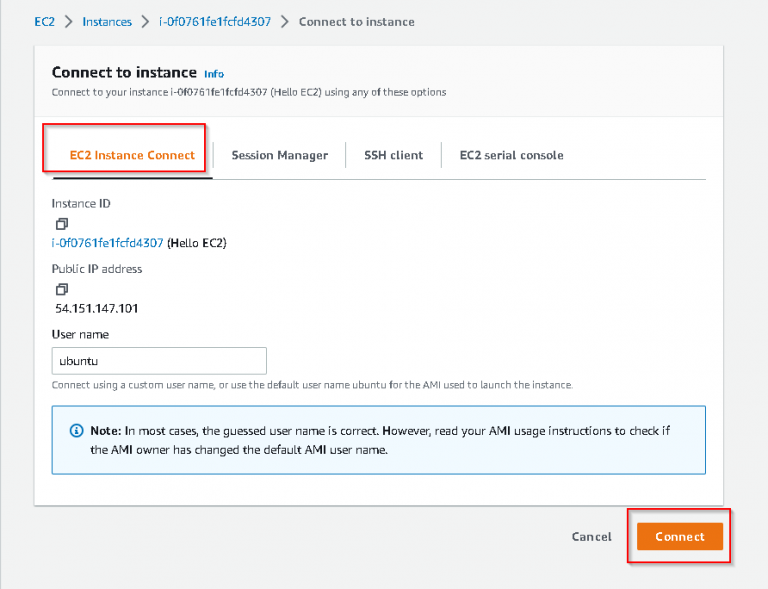 EC2 > Instances > i-0f0761fe1fcfd4307 > Connect to instance
Connect to instance Info
Connect to your instance i-0f0761fe1fcfd4307 (Hello EC2) using any of these options
EC2 Instance Connect Session Manager SSH client EC2 serial console
Instance ID
i-0f0761fe1fcfd4307 (Hello EC2)
Public IP address
54.151.147.101
User name
ubuntu
Connect using a custom user name, or use the default user name ubuntu for the AMI used to launch the instance.
Note: In most cases, the guessed user name is correct. However, read your AMI usage instructions to check if
the AMI owner has changed the default AMI user name.
Cancel Connect